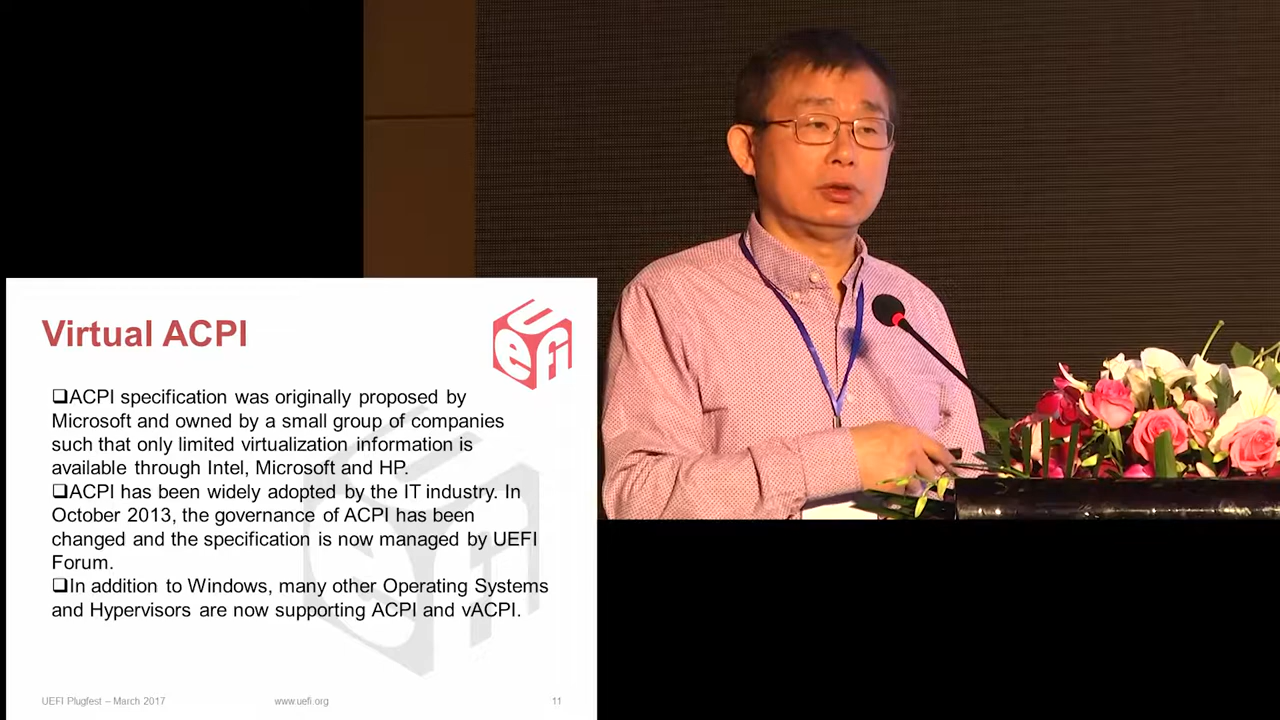 Virtual ACPI
UEFI
❑ACPI specification was originally proposed by
Microsoft and owned by a small group of companies
such that only limited virtualization information is
available through Intel, Microsoft and HP.
❑ACPI has been widely adopted by the IT industry. In
October 2013, the governance of ACPI has been
changed and the specification is now managed by UEFI
Forum.
❑In addition to Windows, many other Operating Systems
and Hypervisors are now supporting ACPI and vACPI.
UEFI Plugfest – March 2017
www.uefi.org
11